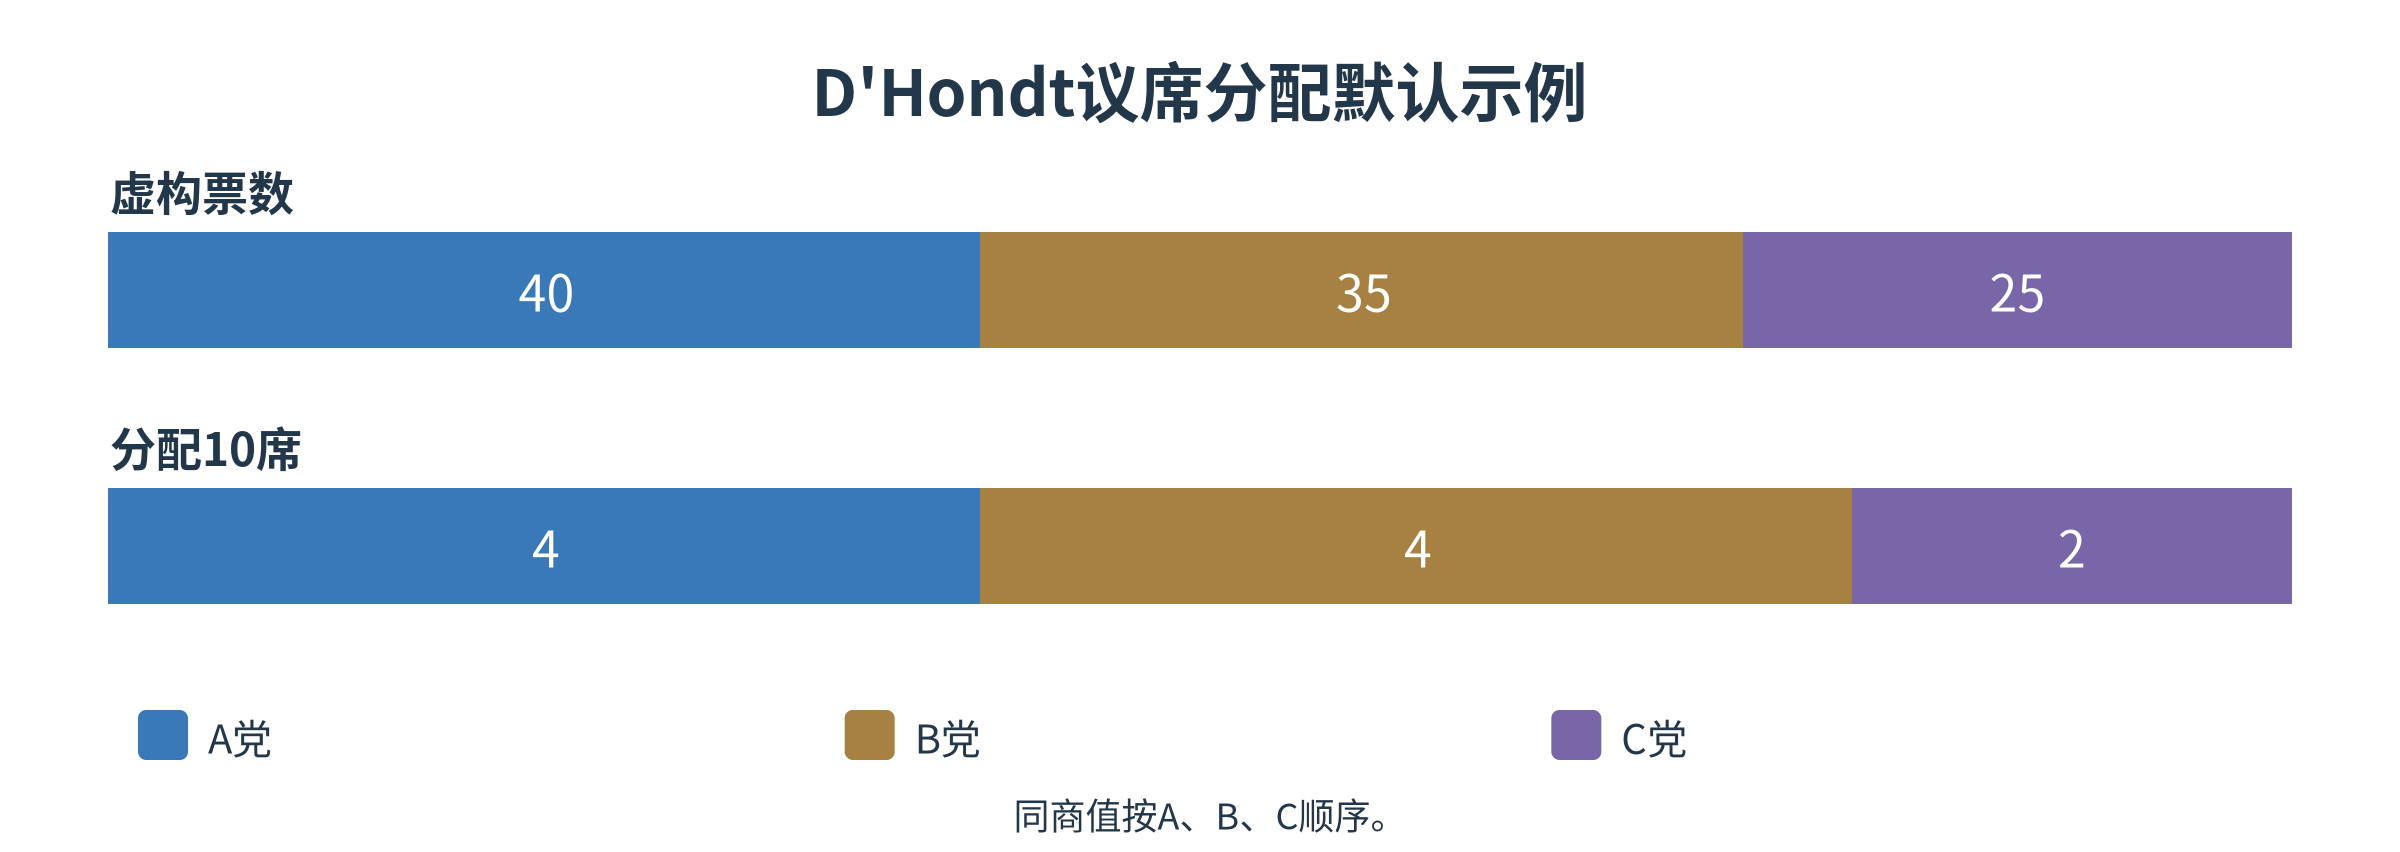 D'Hondt议席分配默认示例
虚构票数
40 35 25
分配10席
4 4 2
A党 B党 C党
同商值按A、B、C顺序。